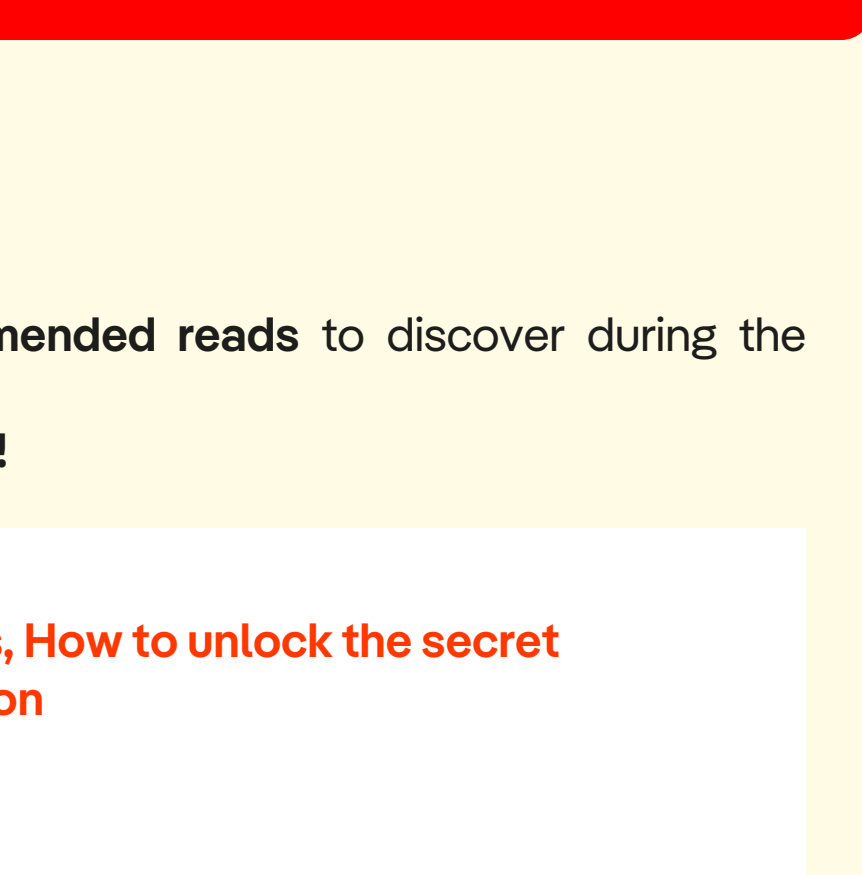 mended reads to discover during the
!
s, How to unlock the secret
on